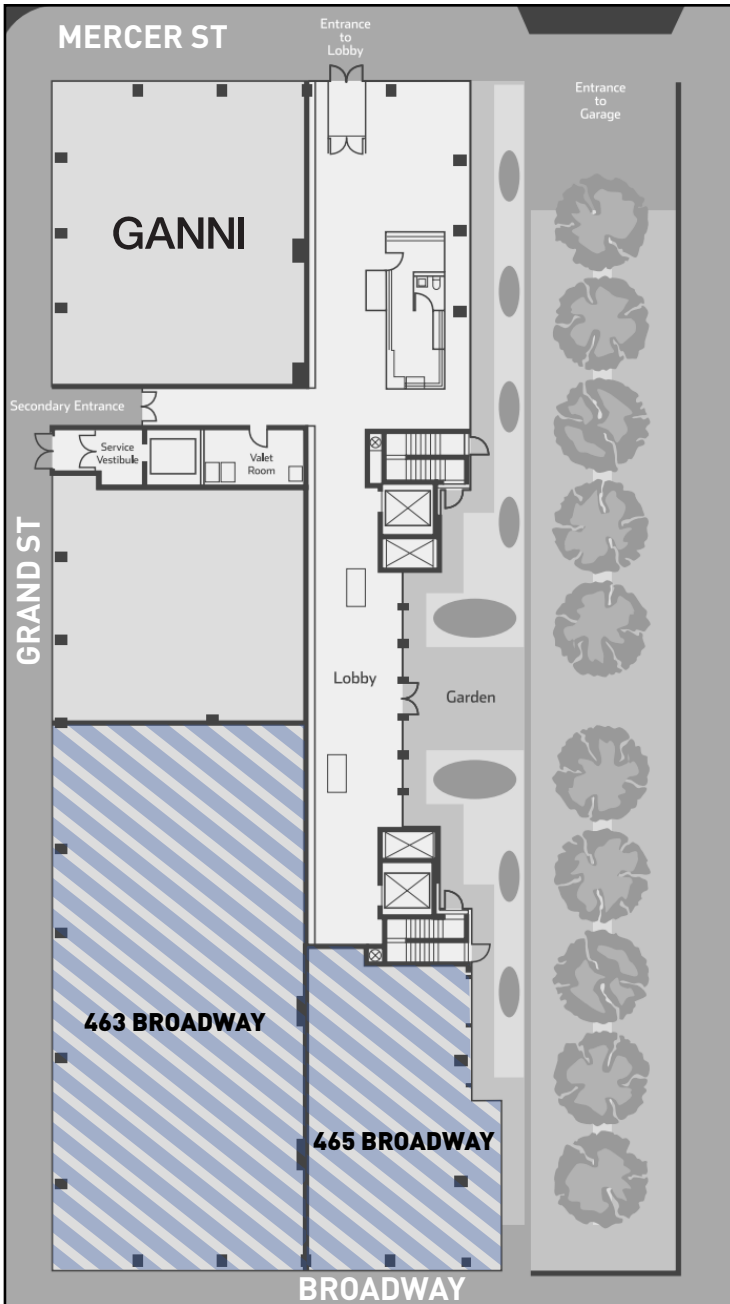 MERCER ST
Entrance
to
Lobby
Entrance
to
Garage
GANNI
Secondary Entrance
Service
Vestibule
Valet
Room
GRAND ST
Lobby
Garden
463 BROADWAY
465 BROADWAY
BROADWAY